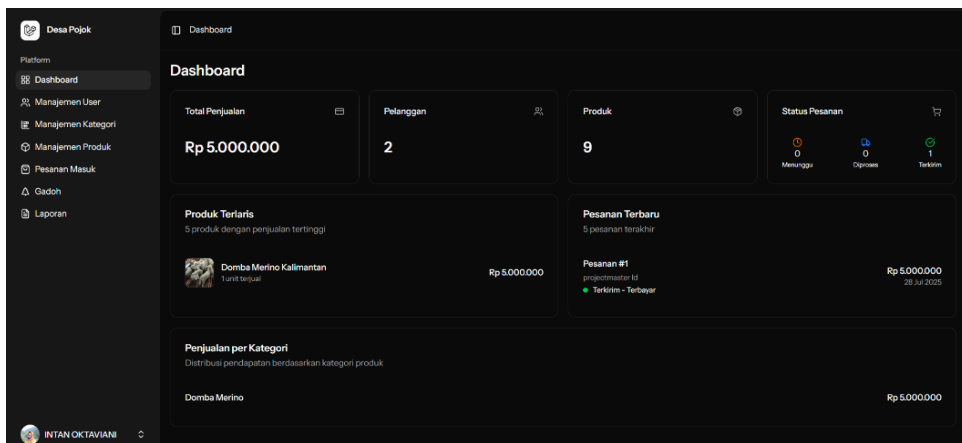 Desa Pojok
Dashboard
Platform
Dashboard
Manajemen User
Manajemen Kategori
Manajemen Produk
Pesanan Masuk
Gadoh
Laporan
INTAN OKTAVIANI
Dashboard
Total Penjualan
Rp 5.000.000
Pelanggan
2
Produk
9
Status Pesanan
0
Menunggu
0
Diproses
1
Terkirim
Produk Terlaris
5 produk dengan penjualan tertinggi
Domba Merino Kalimantan
1 unit terjual
Rp 5.000.000
Pesanan Terbaru
5 pesanan terakhir
Pesanan #1
projectmaster Id
Terkirim - Terbayar
Rp 5.000.000
28 Jul 2025
Penjualan per Kategori
Distribusi pendapatan berdasarkan kategori produk
Domba Merino
Rp 5.000.000